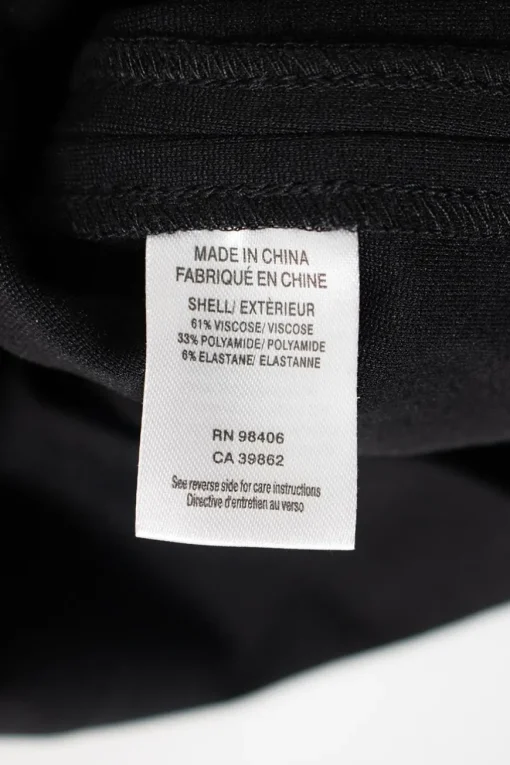 MADE IN CHINA
FABRIQUÉ EN CHINE
SHELL/ EXTÈRIEUR
61% VISCOSE/ VISCOSE
33% POLYAMIDE/ POLYAMIDE
6% ELASTANE/ ELASTANNE
RN 98406
CA 39862
See reverse side for care instructions
Directive d'entretien au verso